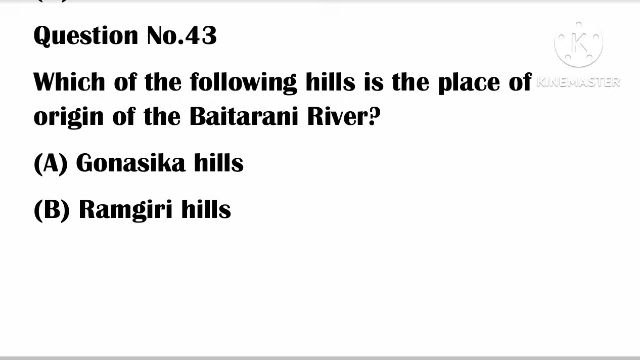 Question No.43
KINEMASTER
Which of the following hills is the place of
origin of the Baitarani River?
(A) Gonasika hills
(B) Ramgiri hills